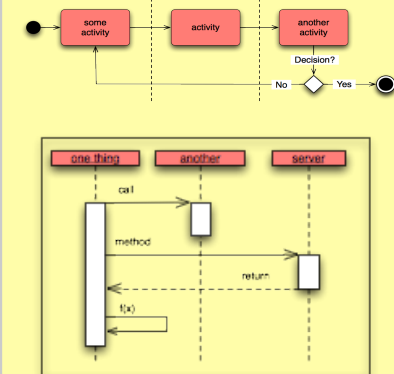 some
activity
activity
another
activity
Decision?
No
Yes
one thing
another
server
call
method
return
f(x)